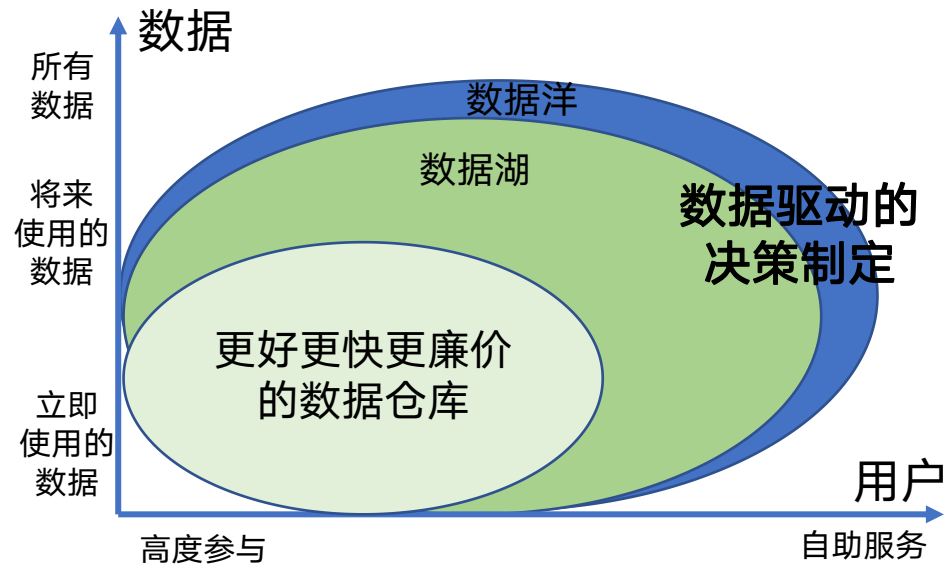 数据
所有
数据
数据洋
数据湖
将来
使用的
数据
数据驱动的
决策制定
更好更快更廉价
的数据仓库
立即
使用的
数据
用户
高度参与
自助服务